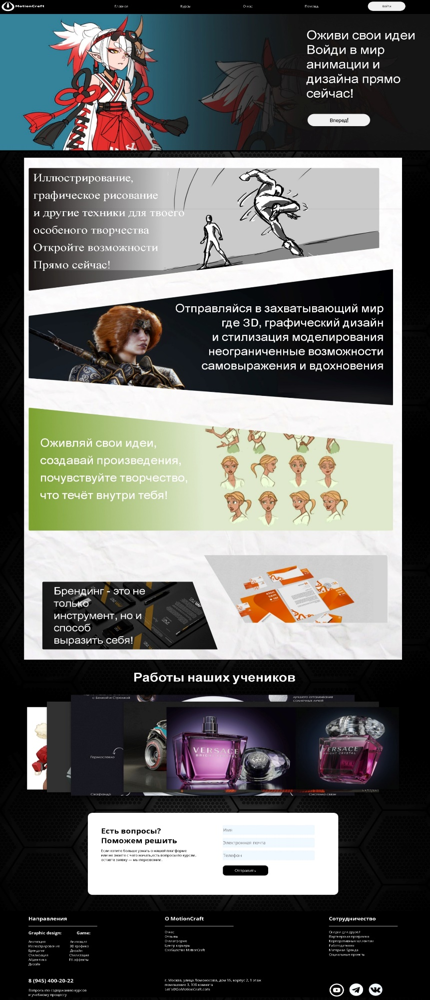 MotionCraft
Главная
Курсы
О нас
Помощь
Войти
Оживи свои идеи
Войди в мир
анимации и
дизайна прямо
сейчас!
Вперед!
Иллюстрирование,
графическое рисование
и другие техники для твоего
особеного творчества
Откройте возможности
Прямо сейчас!
Отправляйся в захватывающий мир
где 3D, графический дизайн
и стилизация моделирования
неограниченные возможности
самовыражения и вдохновения
Оживляй свои идеи,
создавай произведения,
почувствуйте творчество,
что течёт внутри тебя!
Брендинг - это не
только
инструмент, но и
способ
выразить себя!
Работы наших учеников
с Белкой и Стрелкой
лучшего отталкивания
солнечных лучей
Гермостекло
Скафандр
Система связи
VERSACE
BRIGHT CRYSTAL
VERSACE
BRIGHT CRYSTAL
Есть вопросы?
Поможем решить
Если хотите больше узнать о нашей платформе
или не знаете с чего начать,есть вопросы по курсам,
оставте заявку — мы перезвоним.
Имя
Электронная почта
Телефон
Отправить
Направления
Graphic design:
Анимация
Иллюстрирование
Брендинг
Стилизация
Айдентика
Дизайн
Game:
Анимация
3D графика
Дизайн
Стилизация
FX-эффекты
О MotionCraft
О нас
Отзывы
О платформе
Центр карьеры
Сообщество MotionCraft
Сотрудничество
Скидки для друзей
Партнерская программа
Корпоративным клиентам
Работодателям
Материал бренда
Социальные проекты
8 (945) 400-20-22
Вопросы по содержанию курсов
и учебному процессу
г. Москва, улица Ломоносова, дом 95, корпус 2, 1 этаж
помещение 3, 108 комната
Let`s@GoMotionCraft.com